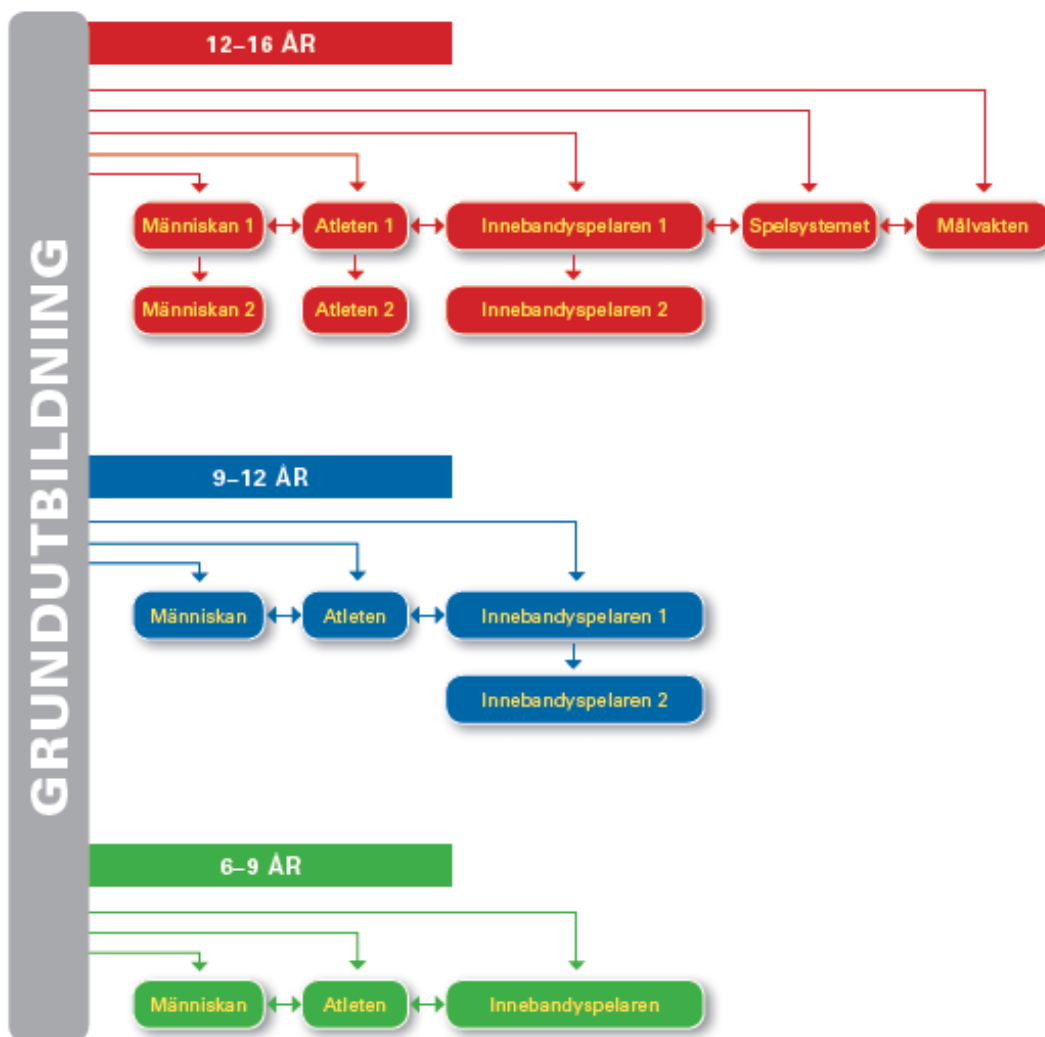 GRUNDUTBILDNING
12–16 ÅR
Människan 1
Atleten 1
Innebandyspelaren 1
Spelsystemet
Målvakten
Människan 2
Atleten 2
Innebandyspelaren 2
9–12 ÅR
Människan
Atleten
Innebandyspelaren 1
Innebandyspelaren 2
6–9 ÅR
Människan
Atleten
Innebandyspelaren